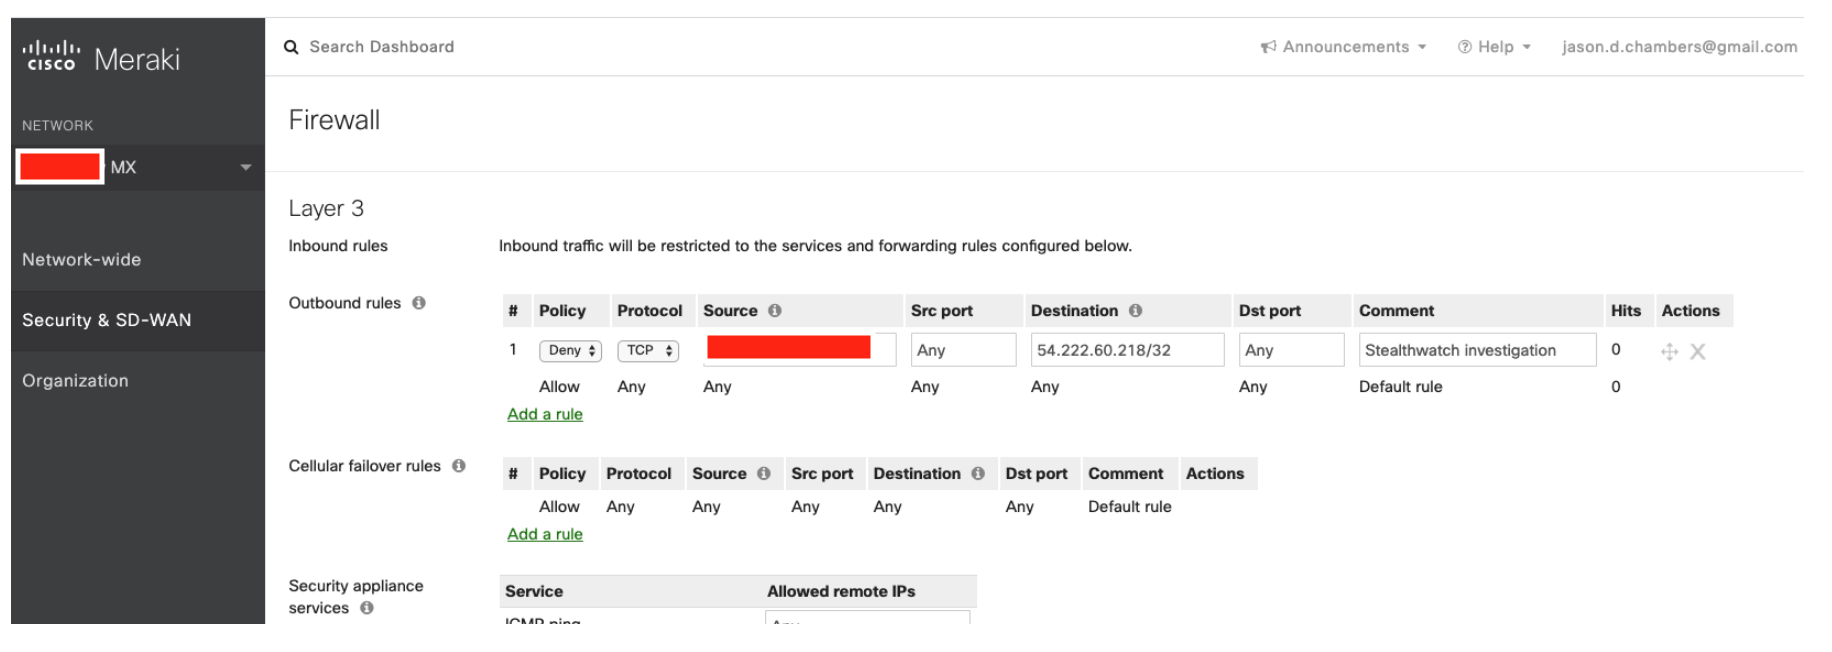 cisco Meraki
Search Dashboard
Announcements
Help
jason.d.chambers@gmail.com
NETWORK
MX
Network-wide
Security & SD-WAN
Organization
Firewall
Layer 3
Inbound rules
Inbound traffic will be restricted to the services and forwarding rules configured below.
Outbound rules
# Policy Protocol Source Src port Destination Dst port Comment Hits Actions
1 Deny TCP Any 54.222.60.218/32 Any Stealthwatch investigation 0
Allow Any Any Any Any Any Default rule 0
Add a rule
Cellular failover rules
# Policy Protocol Source Src port Destination Dst port Comment Actions
Allow Any Any Any Any Any Default rule
Add a rule
Security appliance
services
Service Allowed remote IPs
ICMP ping Any